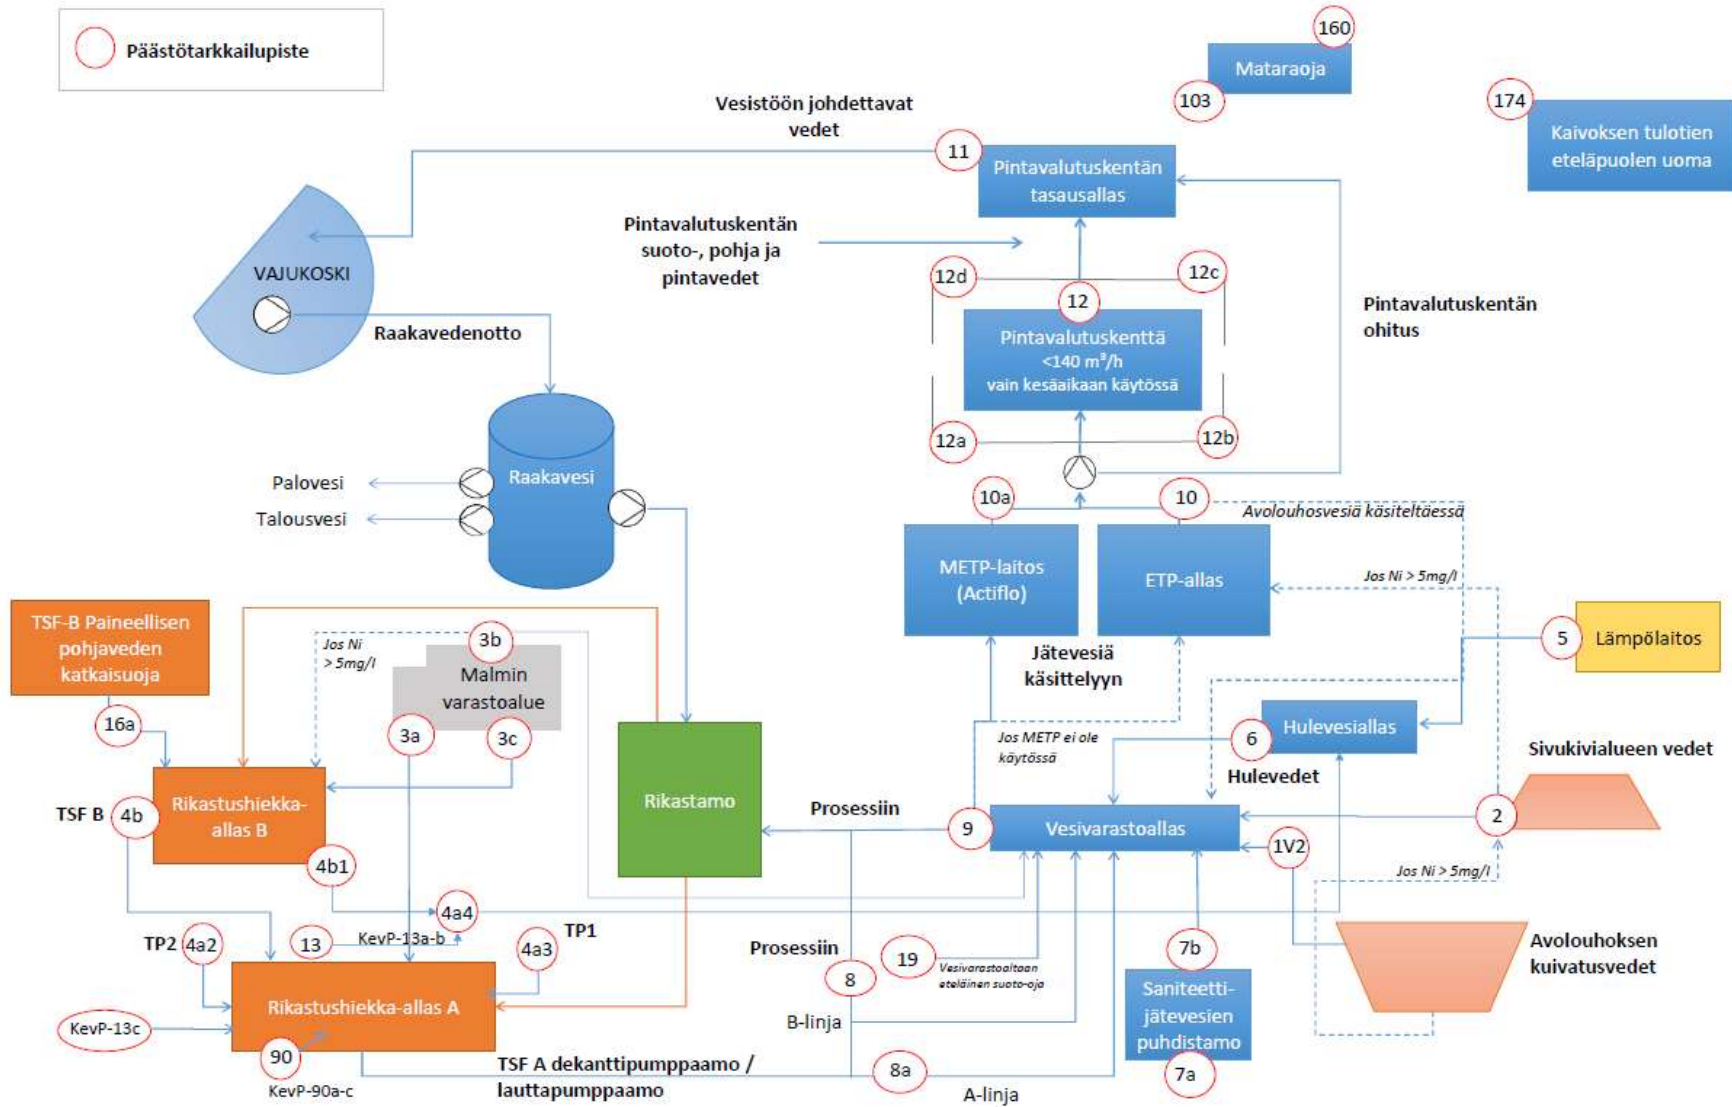 Päästötarkkailupiste
160
Mataraoja
103
174
Kaivoksen tulotien
eteläpuolen uoma
Vesistöön johdettavat
vedet
11
Pintavalutuskentän
tasausallas
Pintavalutuskentän
suoto-, pohja ja
pintavedet
12d
12c
12
VAJUKOSKI
Raakavedenotto
Pintavalutuskenttä
<140 m³/h
vain kesäaikaan käytössä
Pintavalutuskentän
ohitus
12a
12b
Raakavesi
Palovesi
Talousvesi
10a
10
Avolouhosvesiä käsiteltäessä
METP-laitos
(Actiflo)
ETP-allas
Jos Ni > 5mg/l
TSF-B Paineellisen
pohjaveden
katkaisuoja
Jos Ni
> 5mg/l
3b
Malmin
varastoalue
Jätevesiä
käsittelyyn
5
Lämpölaitos
16a
3a
3c
Jos METP ei ole
käytössä
6
Hulevesiallas
Hulevedet
Sivukivialueen vedet
TSF B
4b
Rikastushiekka-
allas B
Rikastamo
Prosessiin
9
Vesivarastoallas
2
1V2
4b1
Jos Ni > 5mg/l
4a4
TP2
4a2
13
KevP-13a-b
4a3
TP1
Prosessiin
19
Vesivarastoaltaan
eteläinen suoto-oja
7b
Avolouhoksen
kuivatusvedet
8
Rikastushiekka-allas A
Saniteetti-
jätevesien
puhdistamo
KevP-13c
B-linja
90
KevP-90a-c
TSF A dekanttipumppaamo /
lauttapumppaamo
8a
A-linja
7a